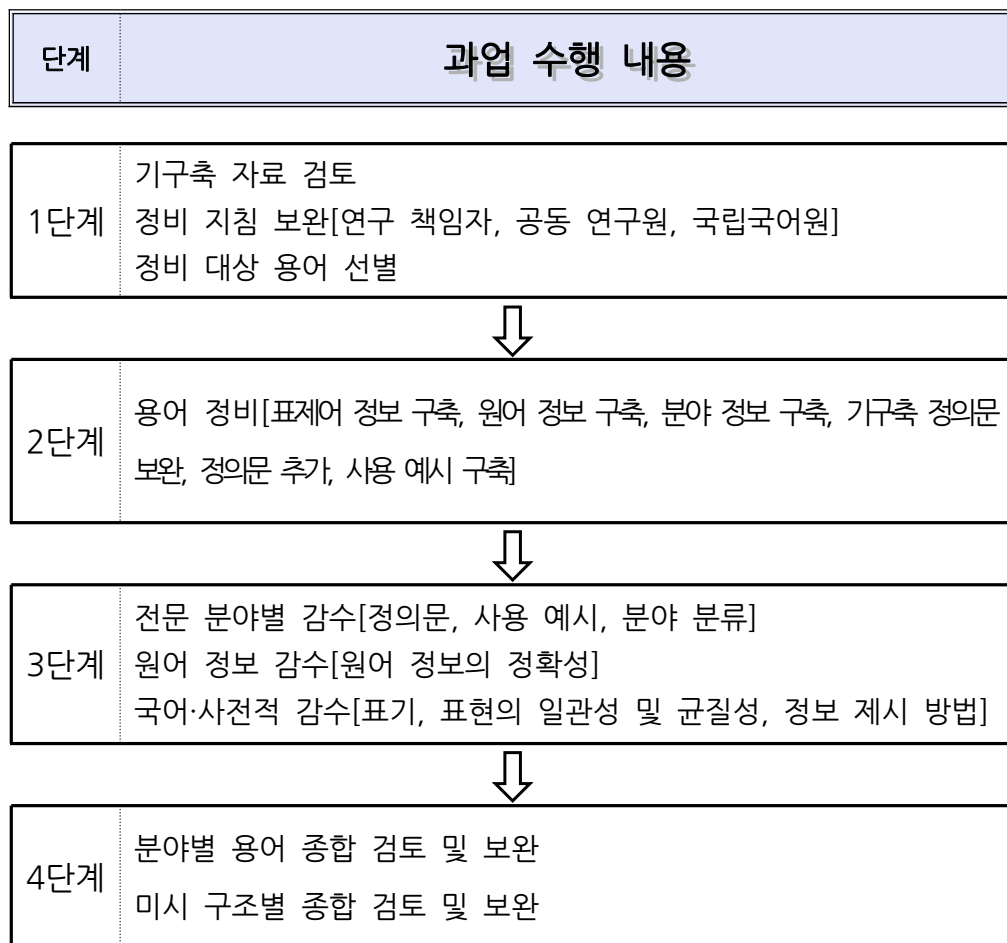 단계
과업 수행 내용
1단계
기구축 자료 검토
정비 지침 보완[연구 책임자, 공동 연구원, 국립국어원]
정비 대상 용어 선별
2단계
용어 정비[표제어 정보 구축, 원어 정보 구축, 분야 정보 구축, 기구축 정의문
보완, 정의문 추가, 사용 예시 구축]
3단계
전문 분야별 감수[정의문, 사용 예시, 분야 분류]
원어 정보 감수[원어 정보의 정확성]
국어·사전적 감수[표기, 표현의 일관성 및 균질성, 정보 제시 방법]
4단계
분야별 용어 종합 검토 및 보완
미시 구조별 종합 검토 및 보완